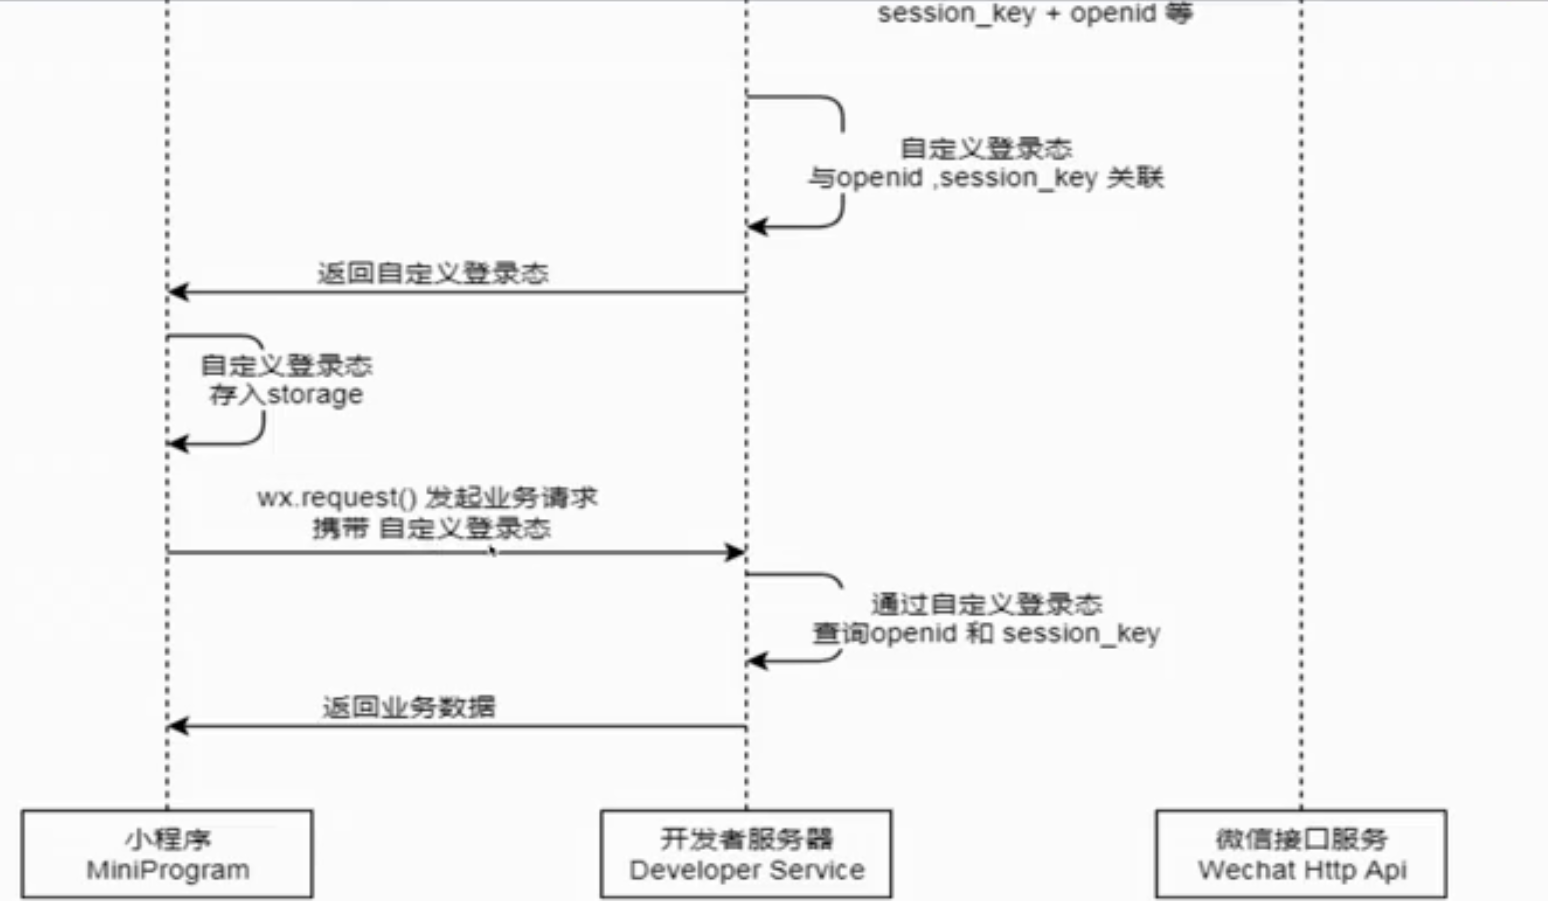 session_key + openid 等
自定义登录态
与openid ,session_key 关联
返回自定义登录态
自定义登录态
存入storage
wx.request() 发起业务请求
携带 自定义登录态
通过自定义登录态
查询openid 和 session_key
返回业务数据
小程序
MiniProgram
开发者服务器
Developer Service
微信接口服务
Wechat Http Api